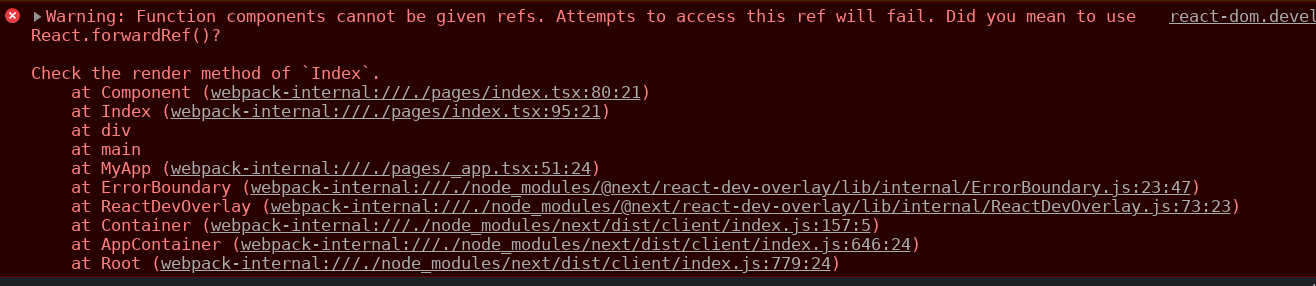 Warning: Function components cannot be given refs. Attempts to access this ref will fail. Did you mean to use react-dom.devel
React.forwardRef()?
Check the render method of `Index`.
at Component (webpack-internal:///./pages/index.tsx:80:21)
at Index (webpack-internal:///./pages/index.tsx:95:21)
at div
at main
at MyApp (webpack-internal:///./pages/_app.tsx:51:24)
at ErrorBoundary (webpack-internal:///./node_modules/@next/react-dev-overlay/lib/internal/ErrorBoundary.js:23:47)
at ReactDevOverlay (webpack-internal:///./node_modules/@next/react-dev-overlay/lib/internal/ReactDevOverlay.js:73:23)
at Container (webpack-internal:///./node_modules/next/dist/client/index.js:157:5)
at AppContainer (webpack-internal:///./node_modules/next/dist/client/index.js:646:24)
at Root (webpack-internal:///./node_modules/next/dist/client/index.js:779:24)